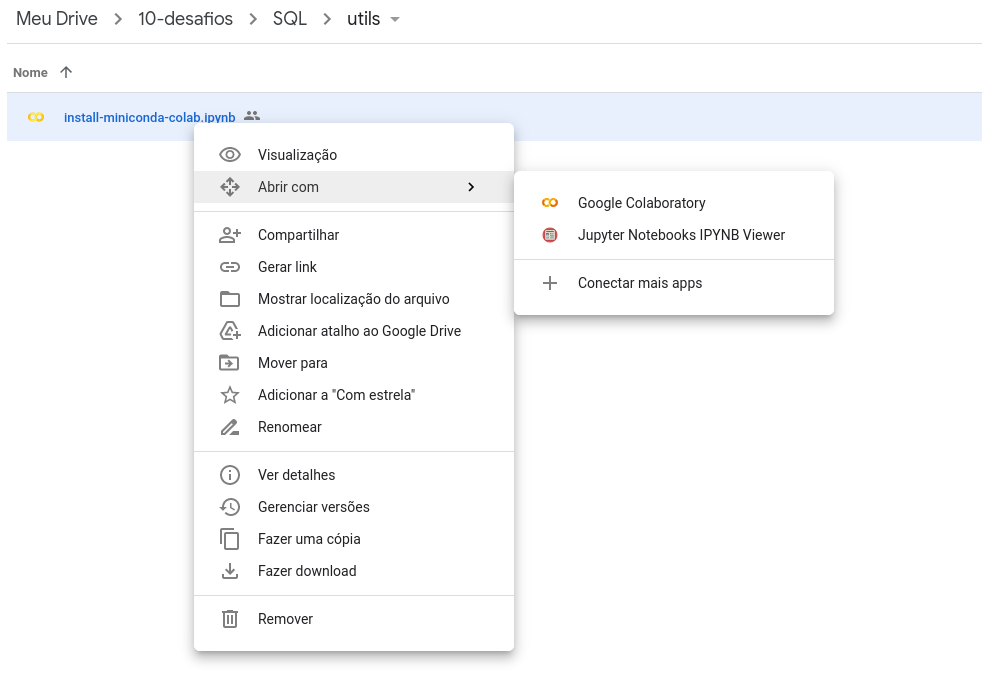 Meu Drive > 10-desafios > SQL > utils
Nome
install-miniconda-colab.ipynb
Visualização
Abrir com
Google Colaboratory
Jupyter Notebooks IPYNB Viewer
Conectar mais apps
Compartilhar
Gerar link
Mostrar localização do arquivo
Adicionar atalho ao Google Drive
Mover para
Adicionar a "Com estrela"
Renomear
Ver detalhes
Gerenciar versões
Fazer uma cópia
Fazer download
Remover